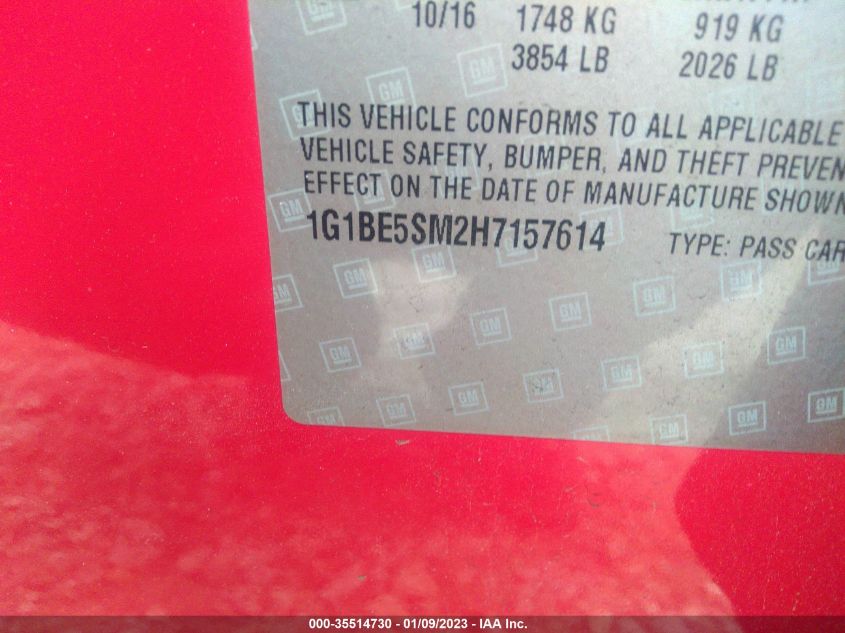 10/16 1748 KG 919 KG
3854 LB 2026 LB
THIS VEHICLE CONFORMS TO ALL APPLICABLE
VEHICLE SAFETY, BUMPER, AND THEFT PREVEN
EFFECT ON THE DATE OF MANUFACTURE SHOWN
1G1BE5SM2H7157614 TYPE: PASS CAR
GM
000-35514730 - 01/09/2023 - IAA Inc.